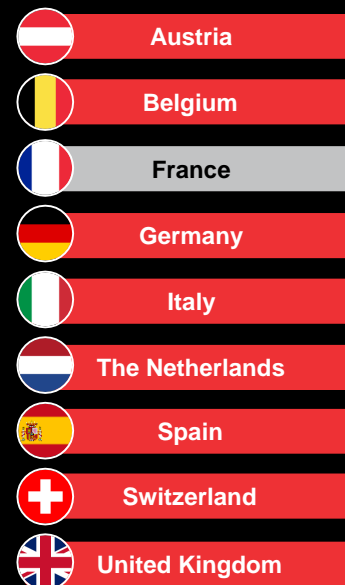 Austria
Belgium
France
Germany
Italy
The Netherlands
Spain
Switzerland
United Kingdom